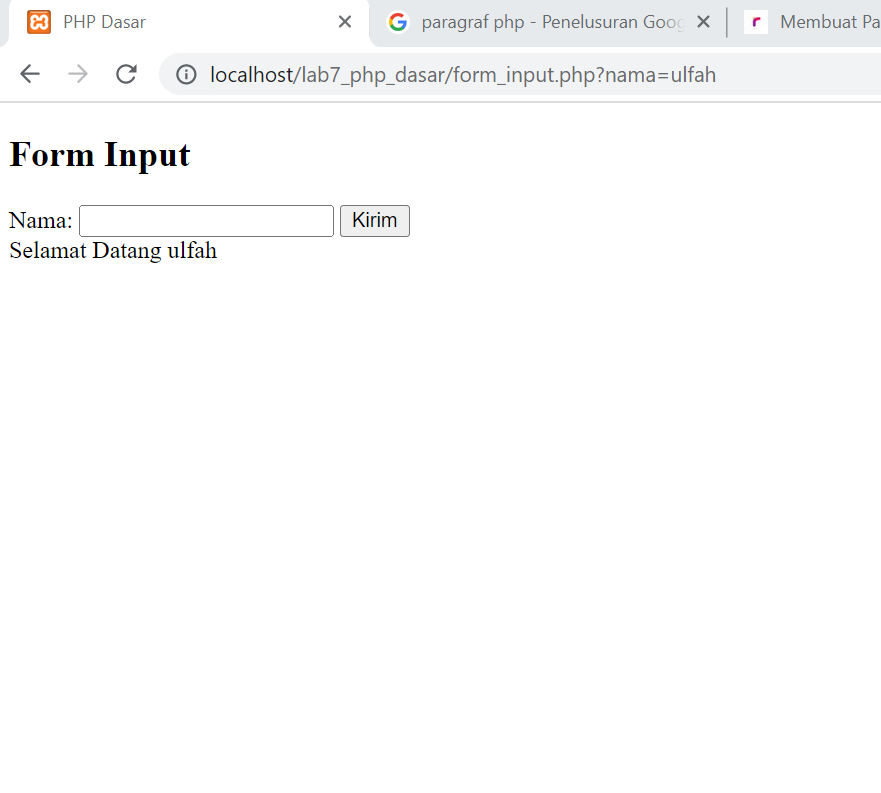 PHP Dasar
paragraf php - Penelusuran Goog
Membuat Pa
localhost/lab7_php_dasar/form_input.php?nama=ulfah
Form Input
Nama: Kirim
Selamat Datang ulfah